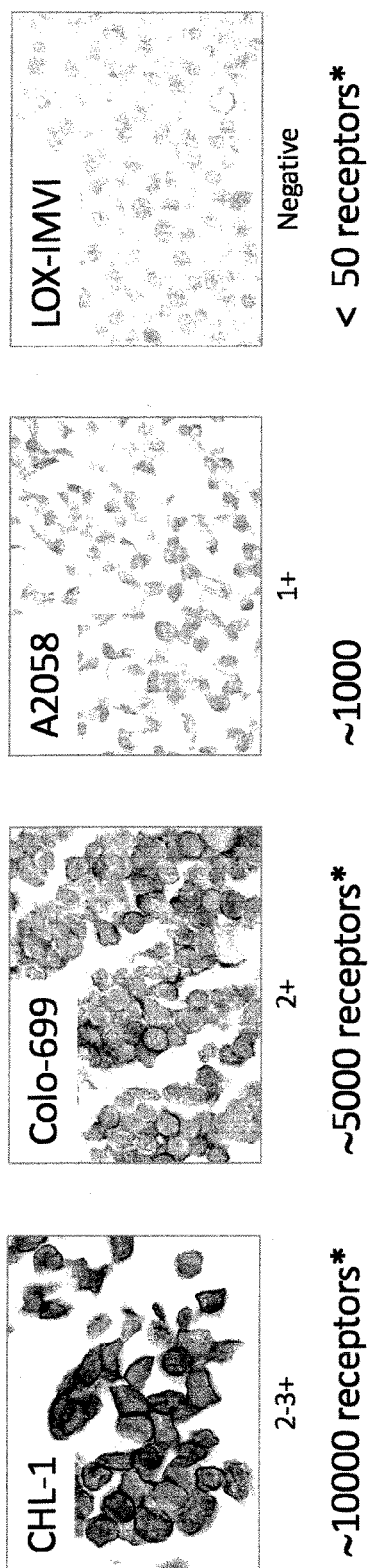 CHL-1
2-3+
~10000 receptors*
Colo-699
2+
~5000 receptors*
A2058
1+
~1000
LOX-IMVI
Negative
< 50 receptors*